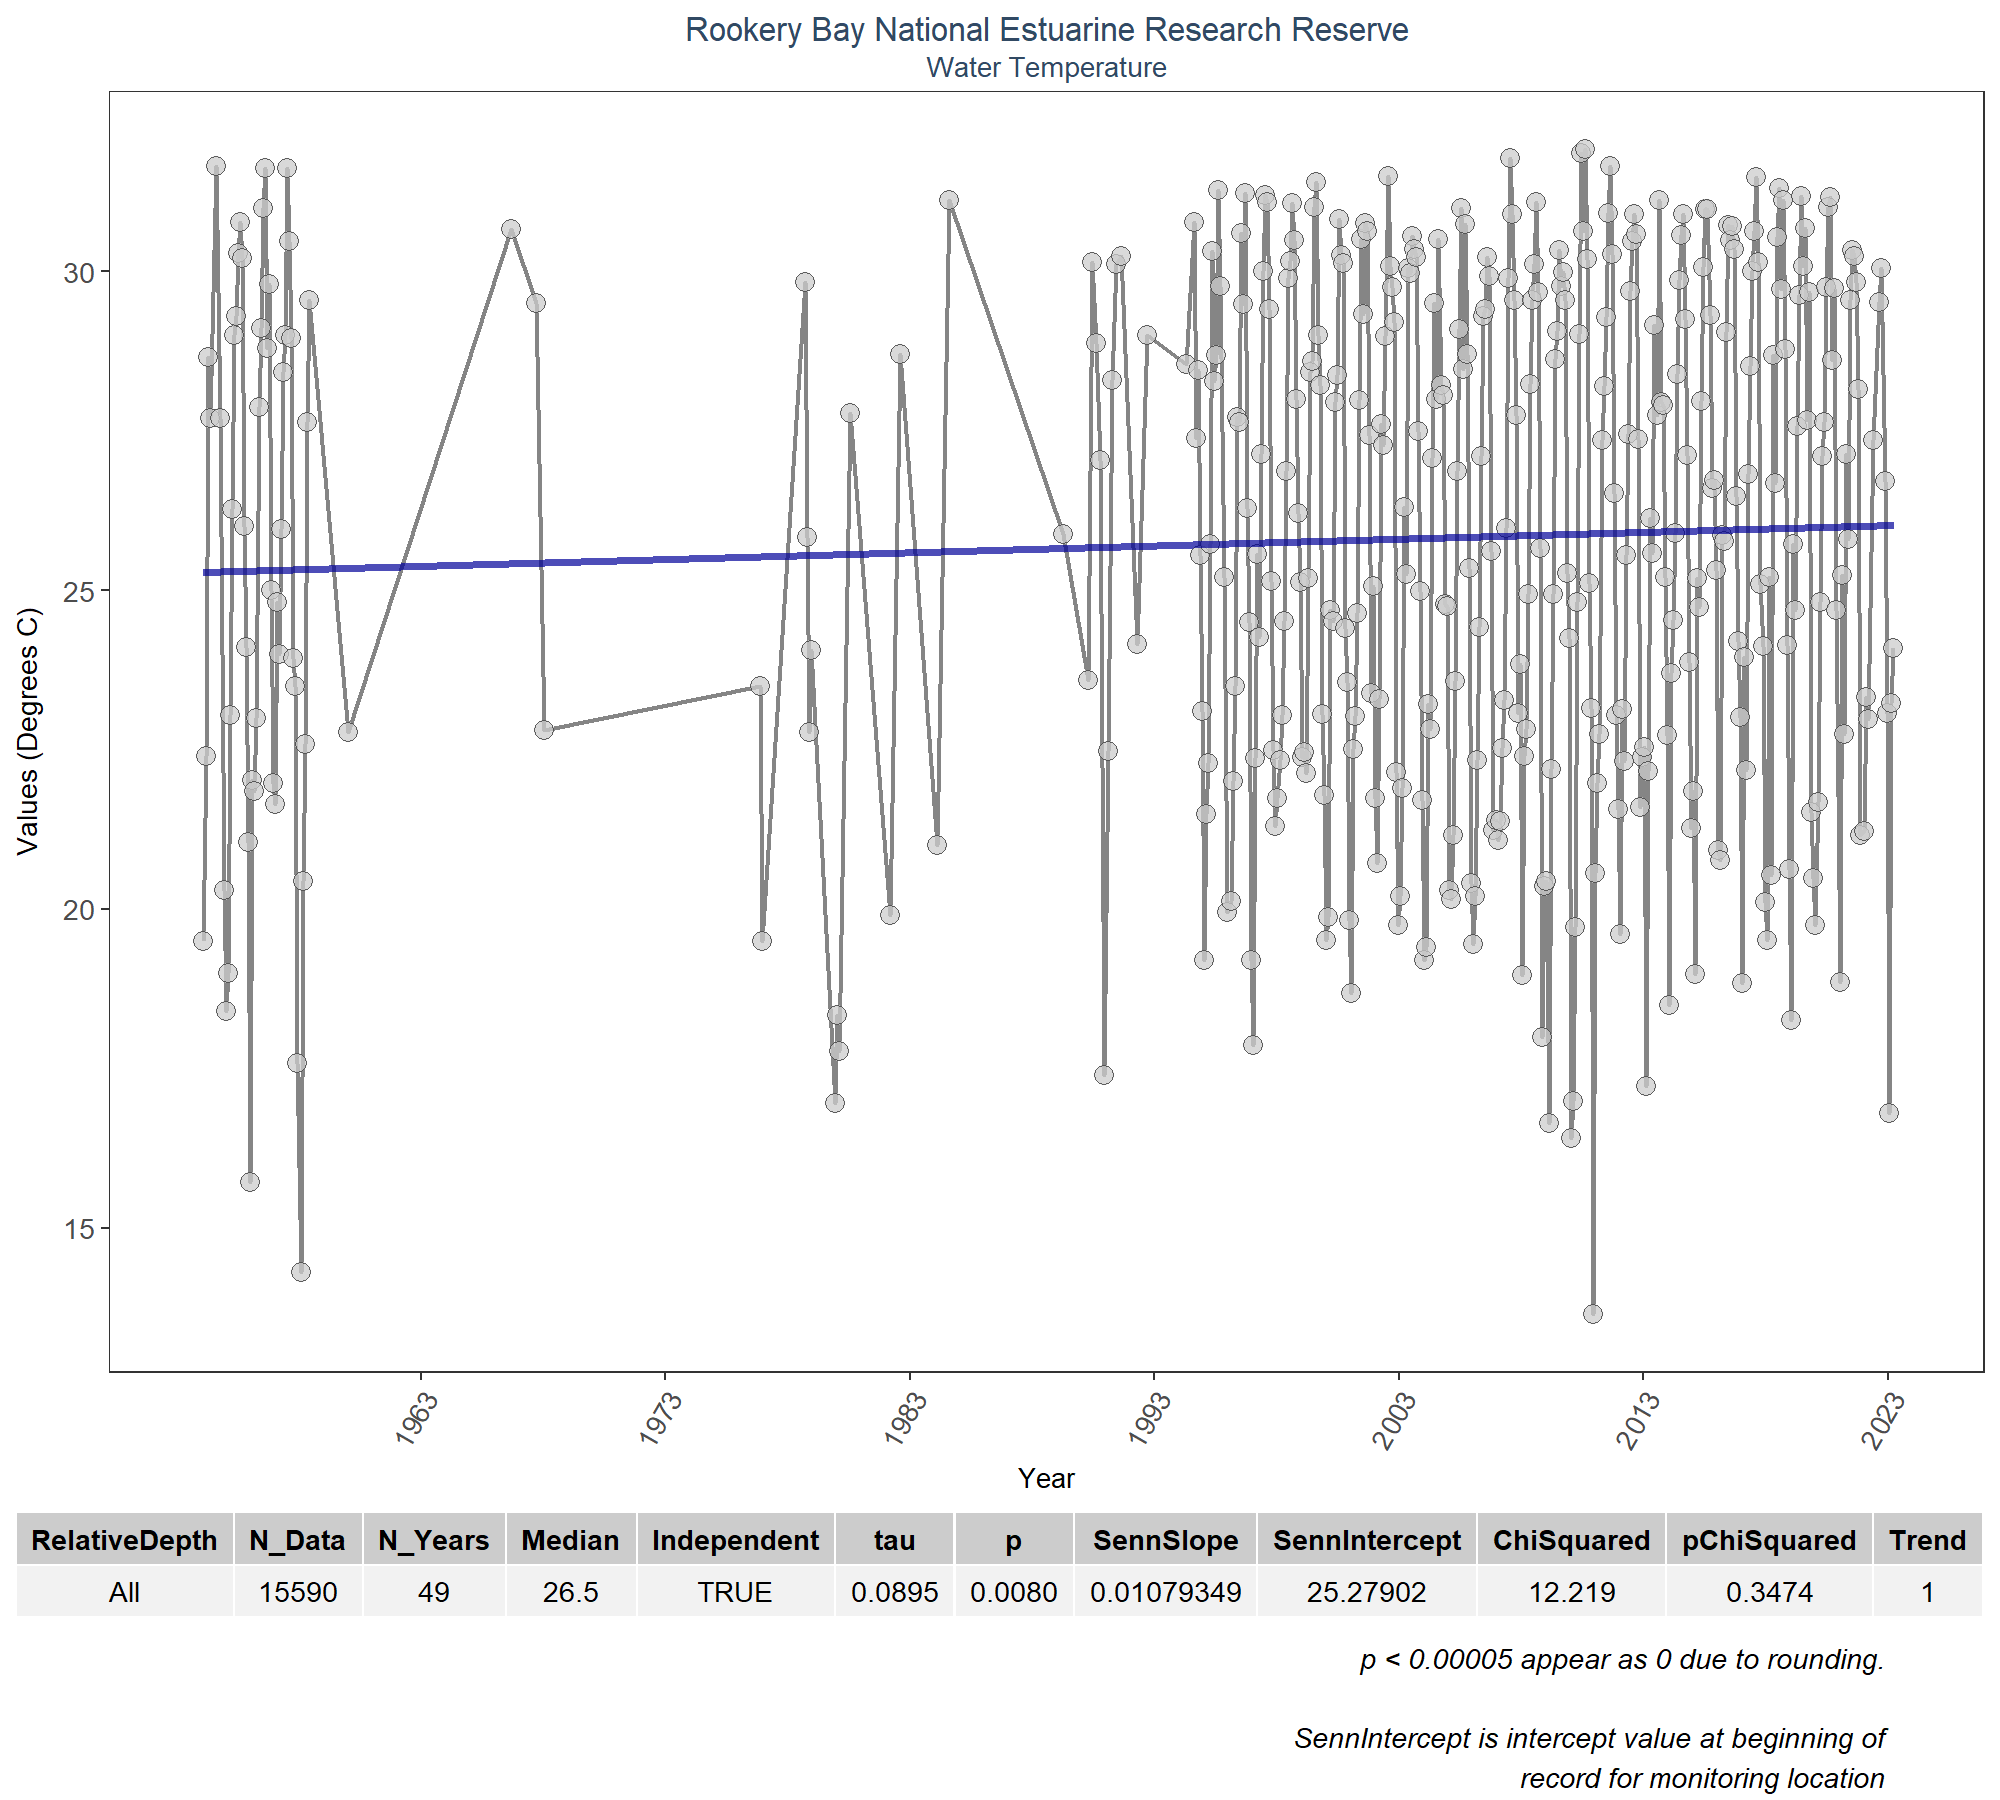 Rookery Bay National Estuarine Research Reserve
Water Temperature
Values (Degrees C)
30
25
20
15
1963 1973 1983 1993 2003 2013 2023
Year
RelativeDepth N_Data N_Years Median Independent tau p SennSlope SennIntercept ChiSquared pChiSquared Trend
All 15590 49 26.5 TRUE 0.0895 0.0080 0.01079349 25.27902 12.219 0.3474 1
p < 0.00005 appear as 0 due to rounding.
SennIntercept is intercept value at beginning of
record for monitoring location